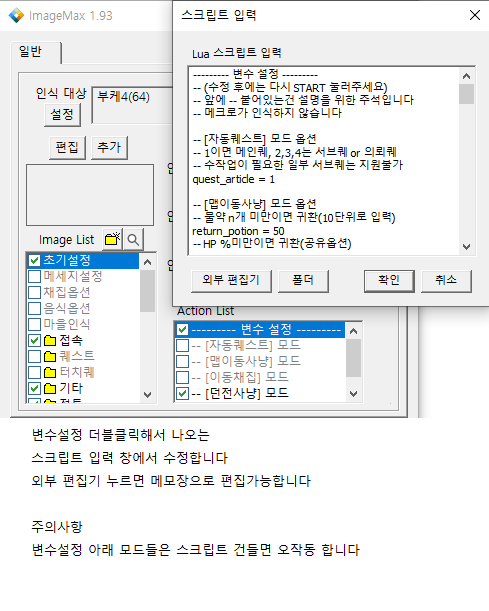 ImageMax 1.93
일반
인식 대상
부케4(64)
설정
편집
추가
Image List
초기설정
메세지설정
채집옵션
음식옵션
마을인식
접속
퀘스트
터치퀘
기타
스크립트 입력
Lua 스크립트 입력
--------- 변수 설정 ---------
-- (수정 후에는 다시 START 눌러주세요)
-- 앞에 -- 붙어있는건 설명을 위한 주석입니다
-- 메크로가 인식하지 않습니다
-- [자동퀘스트] 모드 옵션
-- 1이면 메인퀘, 2,3,4는 서브퀘 or 의뢰퀘
-- 수작업이 필요한 일부 서브퀘는 지원불가
quest_article = 1
-- [맵이동사냥] 모드 옵션
-- 물약 n개 미만이면 귀환(10단위로 입력)
return_potion = 50
-- HP %미만이면 귀환(공유옵션)
외부 편집기
폴더
확인
취소
Action List
--------- 변수 설정 ---------
-- [자동퀘스트] 모드
-- [맵이동사냥] 모드
-- [이동채집] 모드
-- [던전사냥] 모드
변수설정 더블클릭해서 나오는
스크립트 입력 창에서 수정합니다
외부 편집기 누르면 메모장으로 편집가능합니다
주의사항
변수설정 아래 모드들은 스크립트 건들면 오작동 합니다